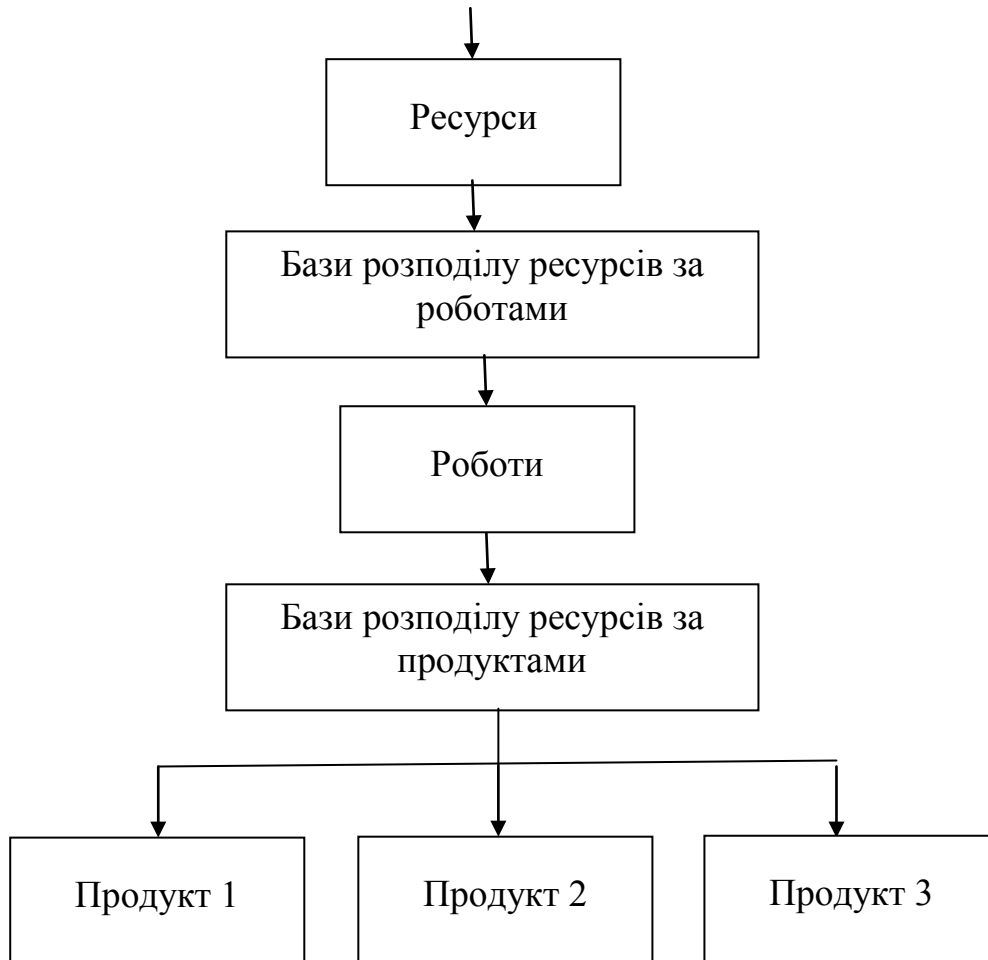 Ресурси
Бази розподілу ресурсів за
роботами
Роботи
Бази розподілу ресурсів за
продуктами
Продукт 1
Продукт 2
Продукт 3